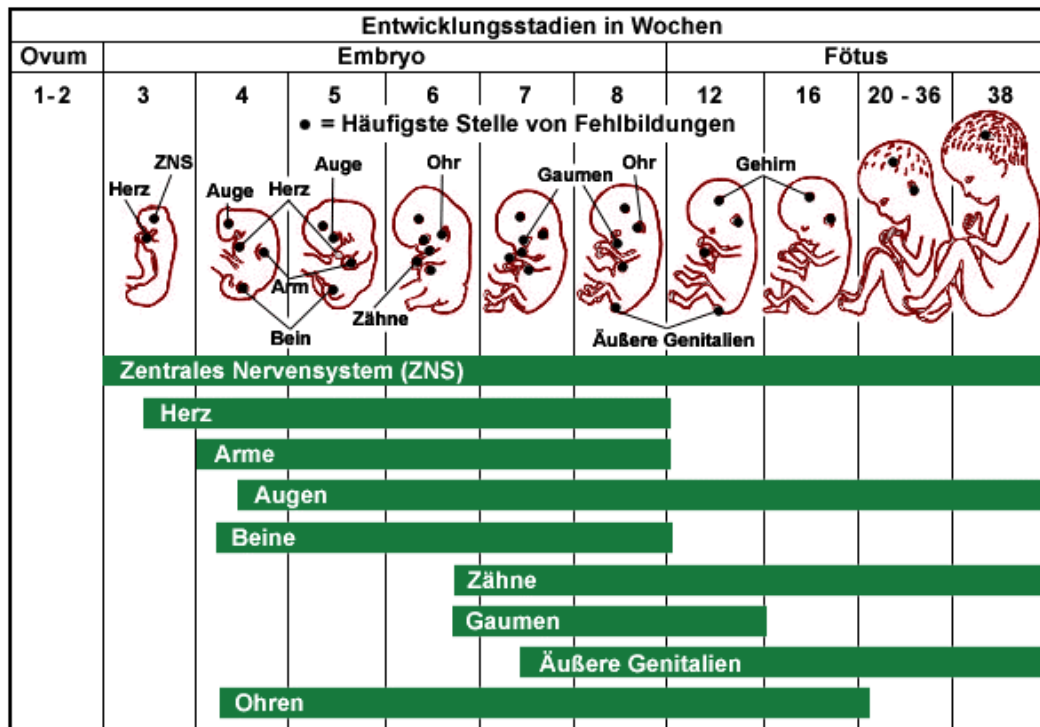 Entwicklungsstadien in Wochen
Ovum Embryo Fötus
1-2 3 4 5 6 7 8 12 16 20 - 36 38
● = Häufigste Stelle von Fehlbildungen
ZNS
Herz
Auge
Herz
Auge
Ohr
Gaumen
Ohr
Gehirn
Arm
Bein
Zähne
Äußere Genitalien
Zentrales Nervensystem (ZNS)
Herz
Arme
Augen
Beine
Zähne
Gaumen
Äußere Genitalien
Ohren